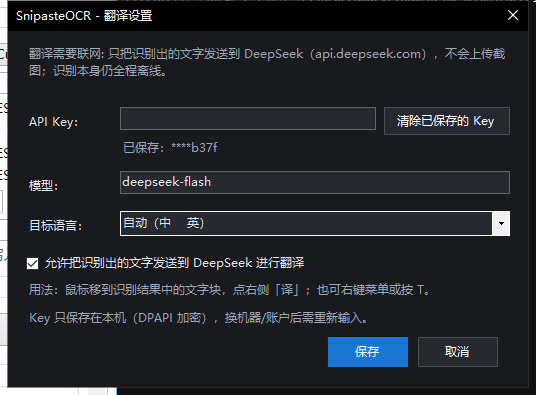 SnipasteOCR - 翻译设置
翻译需要联网: 只把识别出的文字发送到 DeepSeek（api.deepseek.com），不会上传截
图；识别本身仍全程离线。
API Key:
清除已保存的 Key
已保存：****b37f
模型：
deepseek-flash
目标语言：
自动（中 英）
允许把识别出的文字发送到 DeepSeek 进行翻译
用法：鼠标移到识别结果中的文字块，点右侧「译」；也可右键菜单或按 T。
Key 只保存在本机（DPAPI 加密），换机器/账户后需重新输入。
保存
取消